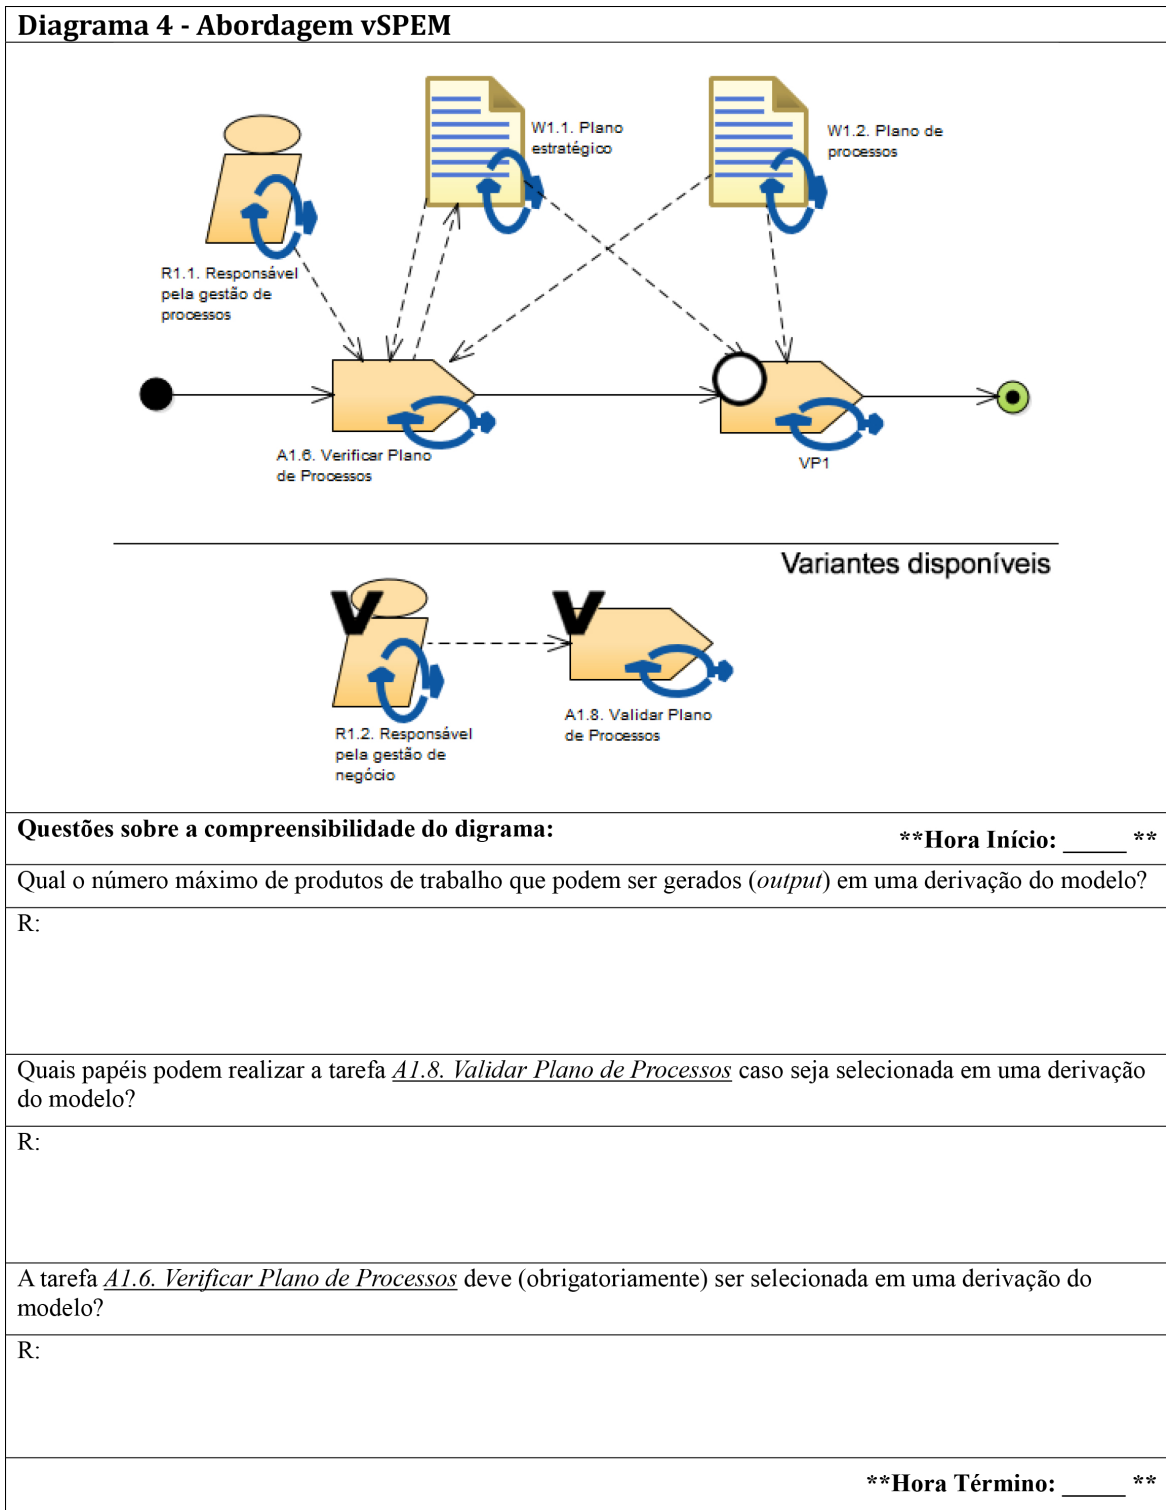 Diagrama 4 - Abordagem vSPEM
W1.1. Plano
estratégico
W1.2. Plano de
processos
R1.1. Responsável
pela gestão de
processos
A1.6. Verificar Plano
de Processos
VP1
Variantes disponíveis
V
V
R1.2. Responsável
pela gestão de
negócio
A1.8. Validar Plano
de Processos
Questões sobre a compreensibilidade do digrama:
**Hora Início: _____ **
Qual o número máximo de produtos de trabalho que podem ser gerados (output) em uma derivação do modelo?
R:
Quais papéis podem realizar a tarefa A1.8. Validar Plano de Processos caso seja selecionada em uma derivação
do modelo?
R:
A tarefa A1.6. Verificar Plano de Processos deve (obrigatoriamente) ser selecionada em uma derivação do
modelo?
R:
**Hora Término: _____ **